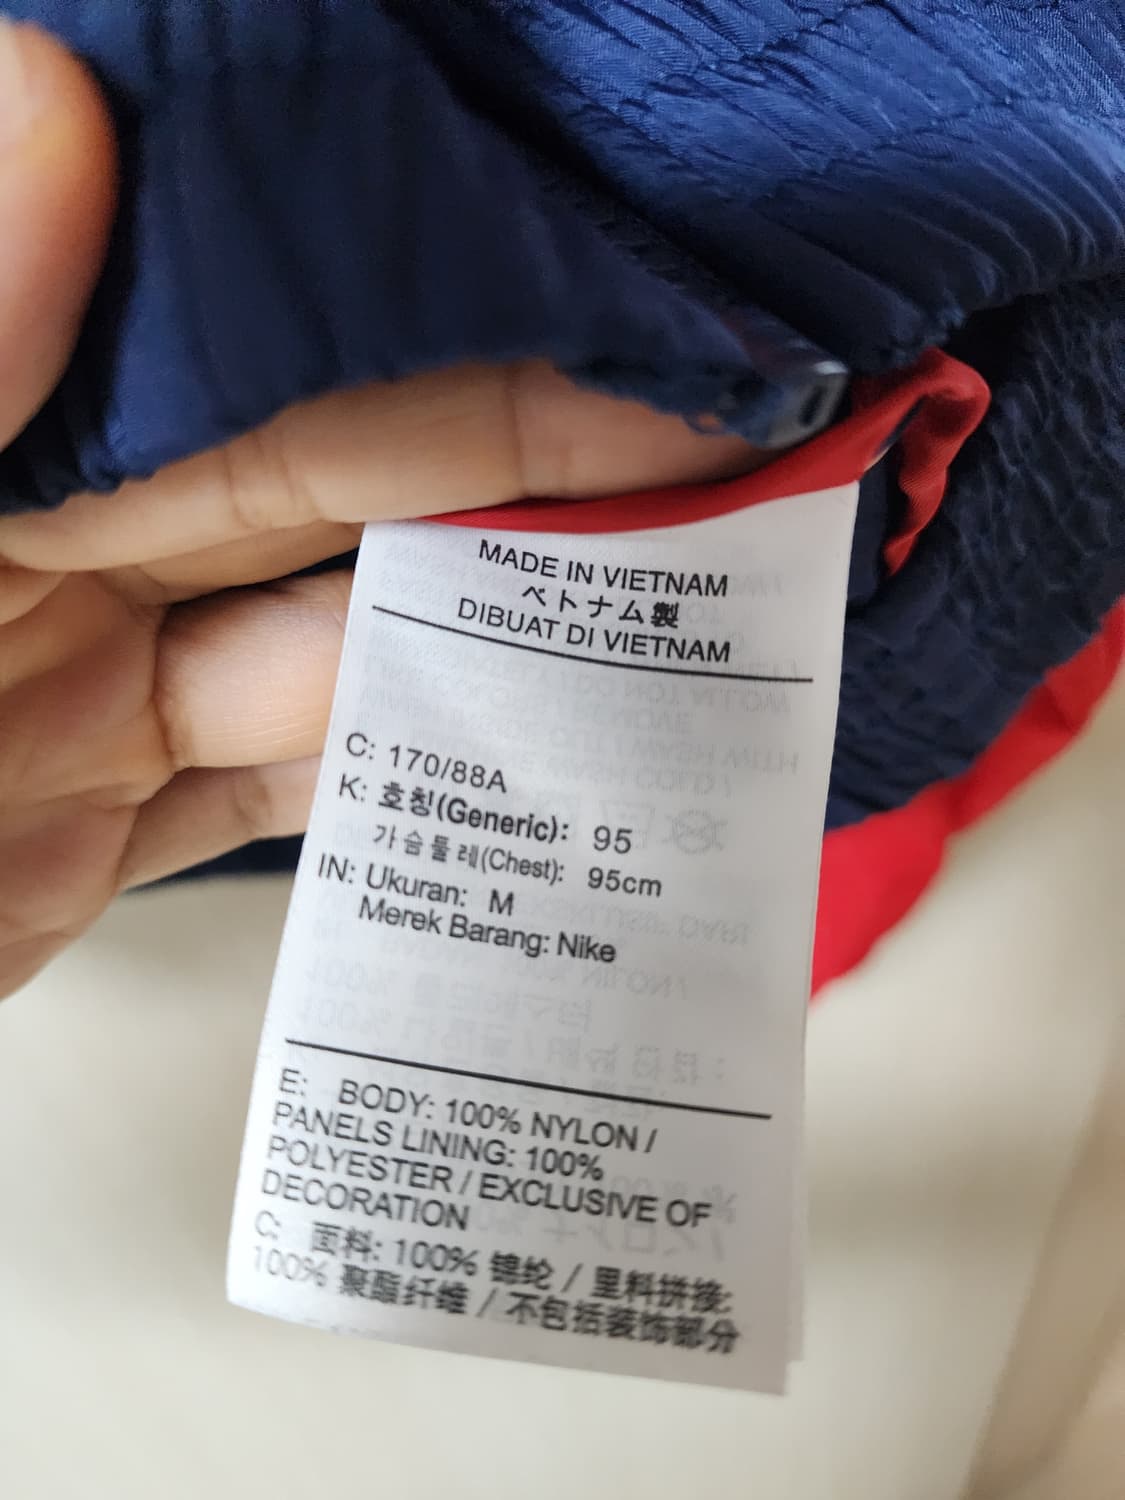 MADE IN VIETNAM
ベトナム製
DIBUAT DI VIETNAM
C: 170/88A
K: 호칭(Generic): 95
가슴둘레(Chest): 95cm
IN: Ukuran: M
Merek Barang: Nike
E: BODY: 100% NYLON /
PANELS LINING: 100%
POLYESTER / EXCLUSIVE OF
DECORATION
C: 面料: 100% 锦纶 / 里料拼接:
100% 聚酯纤维 / 不包括装饰部分